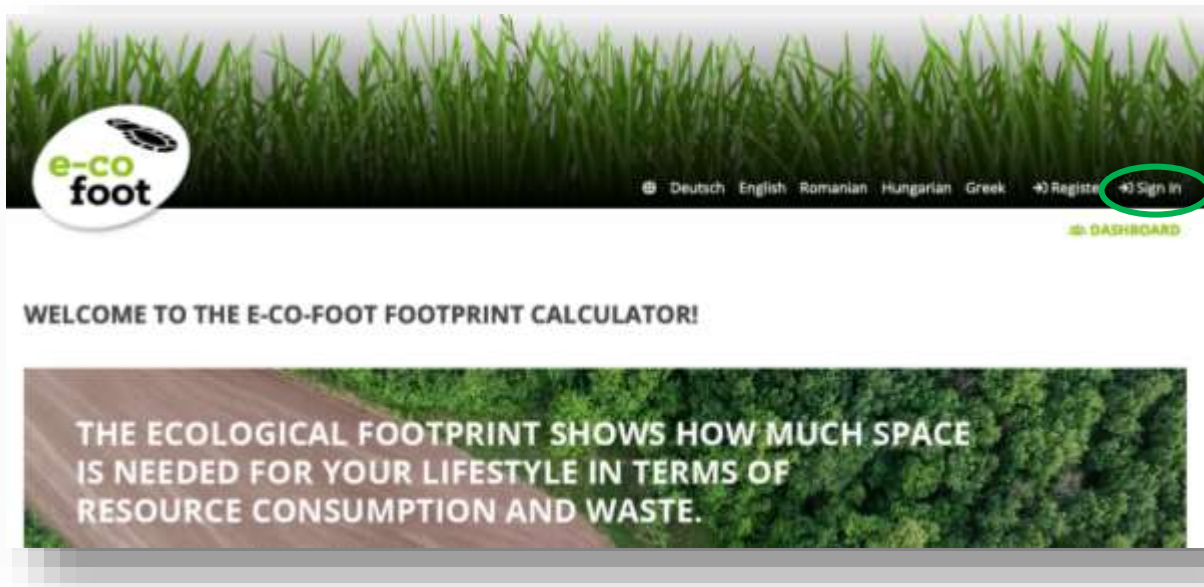 e-co
foot
Deutsch English Romanian Hungarian Greek Register Sign In
DASHBOARD
WELCOME TO THE E-CO-FOOT FOOTPRINT CALCULATOR!
THE ECOLOGICAL FOOTPRINT SHOWS HOW MUCH SPACE
IS NEEDED FOR YOUR LIFESTYLE IN TERMS OF
RESOURCE CONSUMPTION AND WASTE.